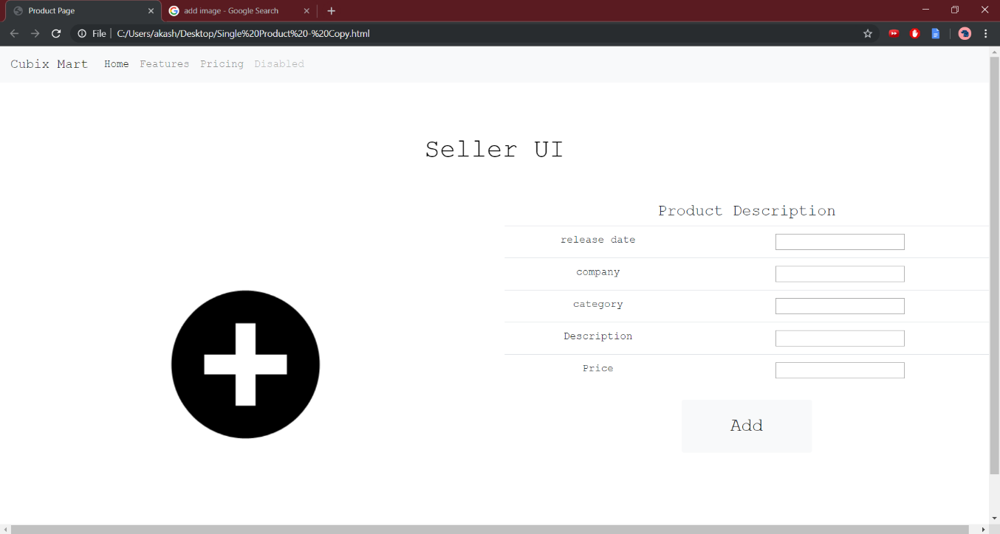 Product Page
add image - Google Search
File
C:/Users/akash/Desktop/Single%20Product%20-%20Copy.html
Cubix Mart Home Features Pricing Disabled
Seller UI
Product Description
release date
company
category
Description
Price
Add